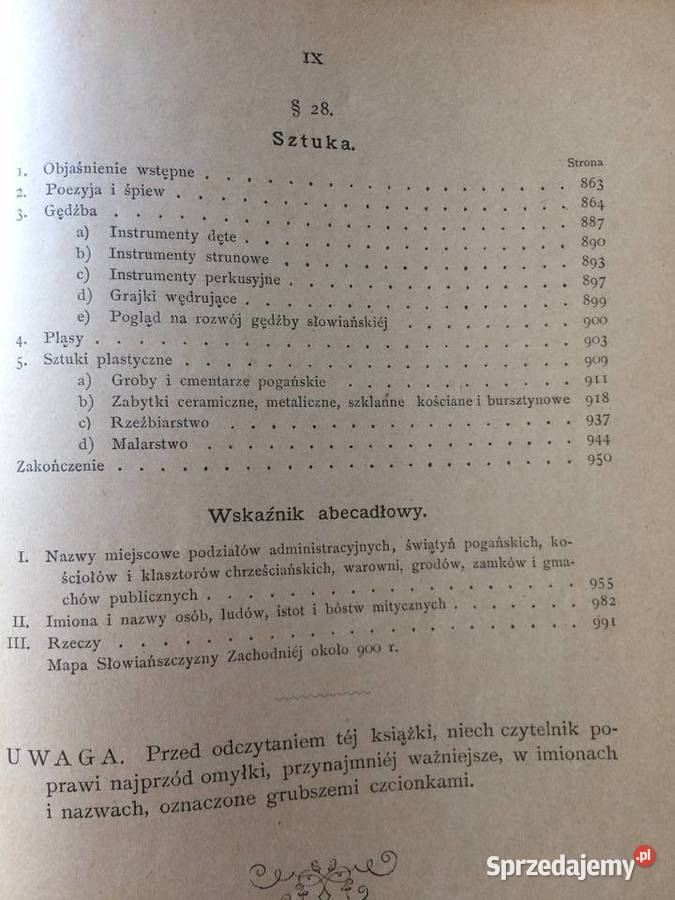 IX
§ 28.
Sztuka.
Strona
1. Objaśnienie wstępne . . . . . . . . . . . . . . . . . 863
2. Poezyja i śpiew . . . . . . . . . . . . . . . . . . 864
3. Gędźba . . . . . . . . . . . . . . . . . . . . 887
a) Instrumenty dęte . . . . . . . . . . . . . . . 890
b) Instrumenty strunowe . . . . . . . . . . . . . 893
c) Instrumenty perkusyjne . . . . . . . . . . . . . 897
d) Grajki wędrujące . . . . . . . . . . . . . . . 899
e) Pogląd na rozwój gędźby słowiańskiéj . . . . . . . . 900
4. Pląsy . . . . . . . . . . . . . . . . . . . . . 903
5. Sztuki plastyczne . . . . . . . . . . . . . . . . . 909
a) Groby i cmentarze pogańskie . . . . . . . . . . . 911
b) Zabytki ceramiczne, metaliczne, szklanne kościane i bursztynowe 918
c) Rzeźbiarstwo . . . . . . . . . . . . . . . . 937
d) Malarstwo . . . . . . . . . . . . . . . . . 944
Zakończenie . . . . . . . . . . . . . . . . . . . . 950
Wskaźnik abecadłowy.
I. Nazwy miejscowe podziałów administracyjnych, świątyń pogańskich, ko-
ściołów i klasztorów chrześciańskich, warowni, grodów, zamków i gma-
chów publicznych . . . . . . . . . . . . . . . . 955
II. Imiona i nazwy osób, ludów, istot i bóstw mitycznych . . . . . . 982
III. Rzeczy . . . . . . . . . . . . . . . . . . . . 991
Mapa Słowiańszczyzny Zachodniéj około 900 r.
UWAGA. Przed odczytaniem téj książki, niech czytelnik po-
prawi najprzód omyłki, przynajmniéj ważniejsze, w imionach
i nazwach, oznaczone grubszemi czcionkami.
Sprzedajemy.pl